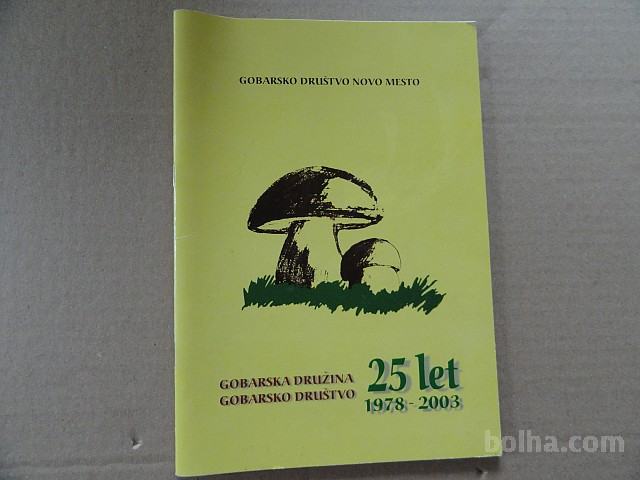 GOBARSKO DRUŠTVO NOVO MESTO
GOBARSKA DRUŽINA
GOBARSKO DRUŠTVO
25 let
1978 - 2003
bolha.com